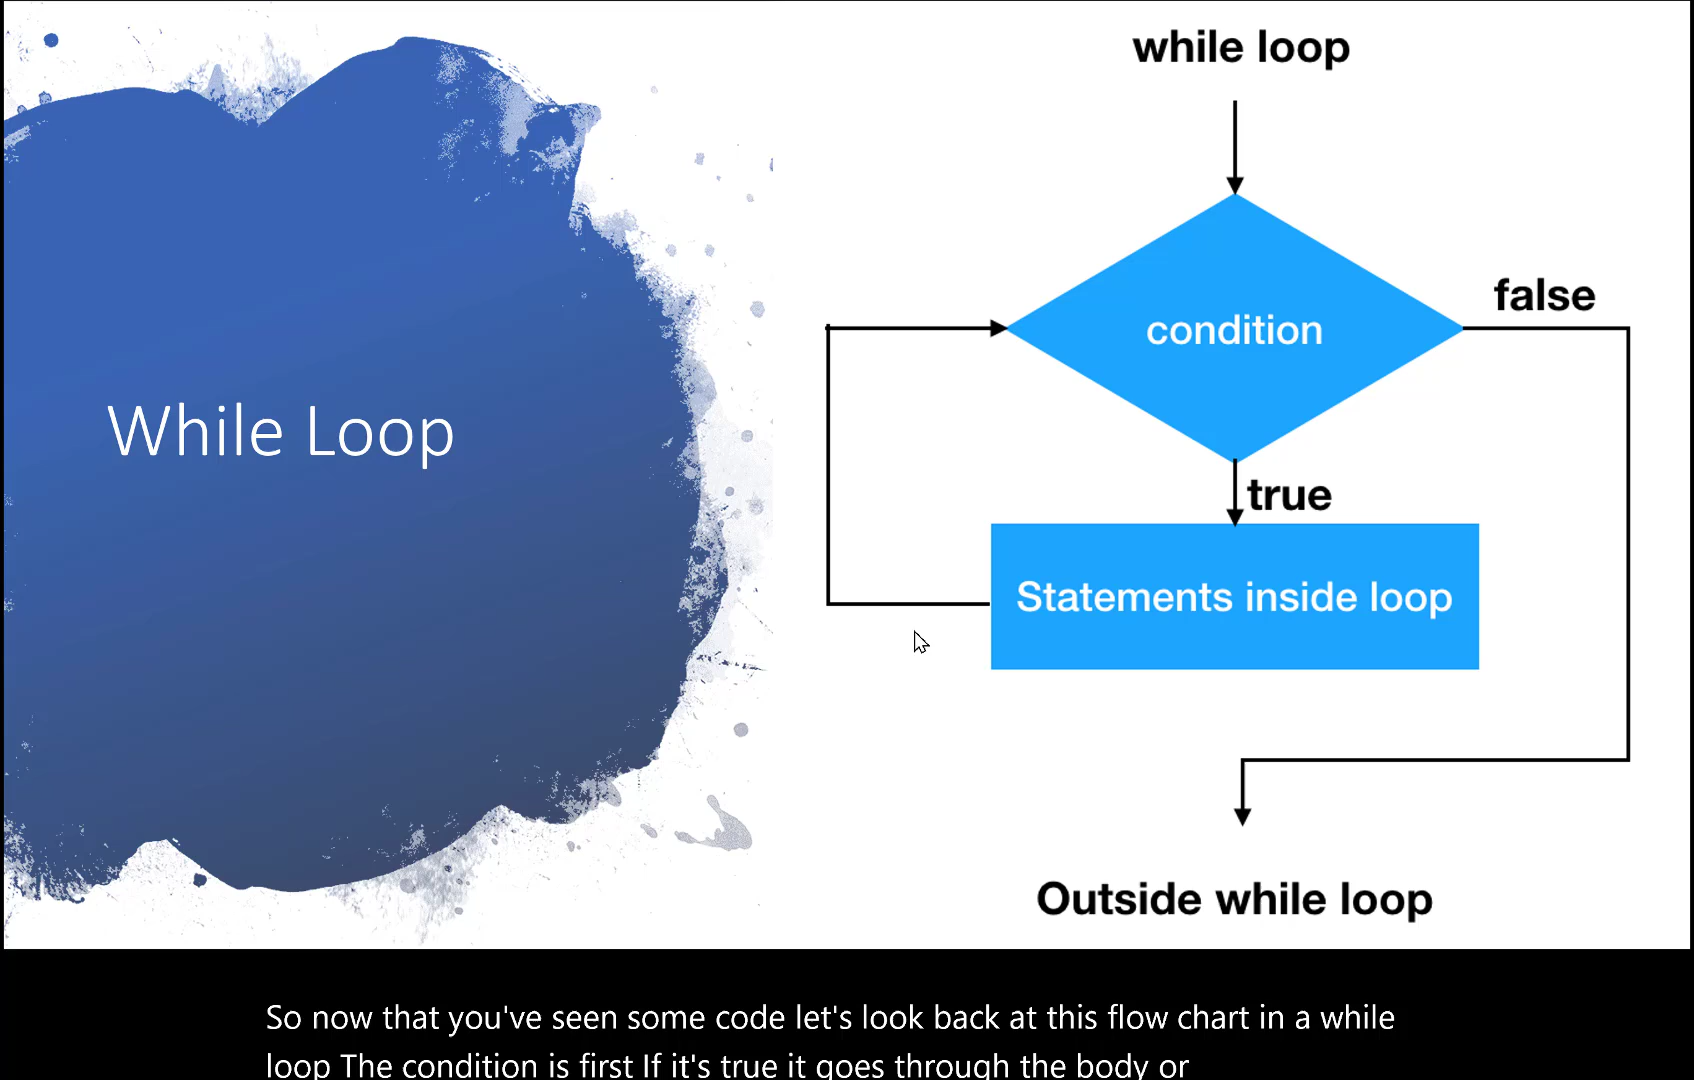 While Loop
while loop
condition
false
true
Statements inside loop
Outside while loop
So now that you've seen some code let's look back at this flow chart in a while
loop The condition is first If it's true it goes through the body or